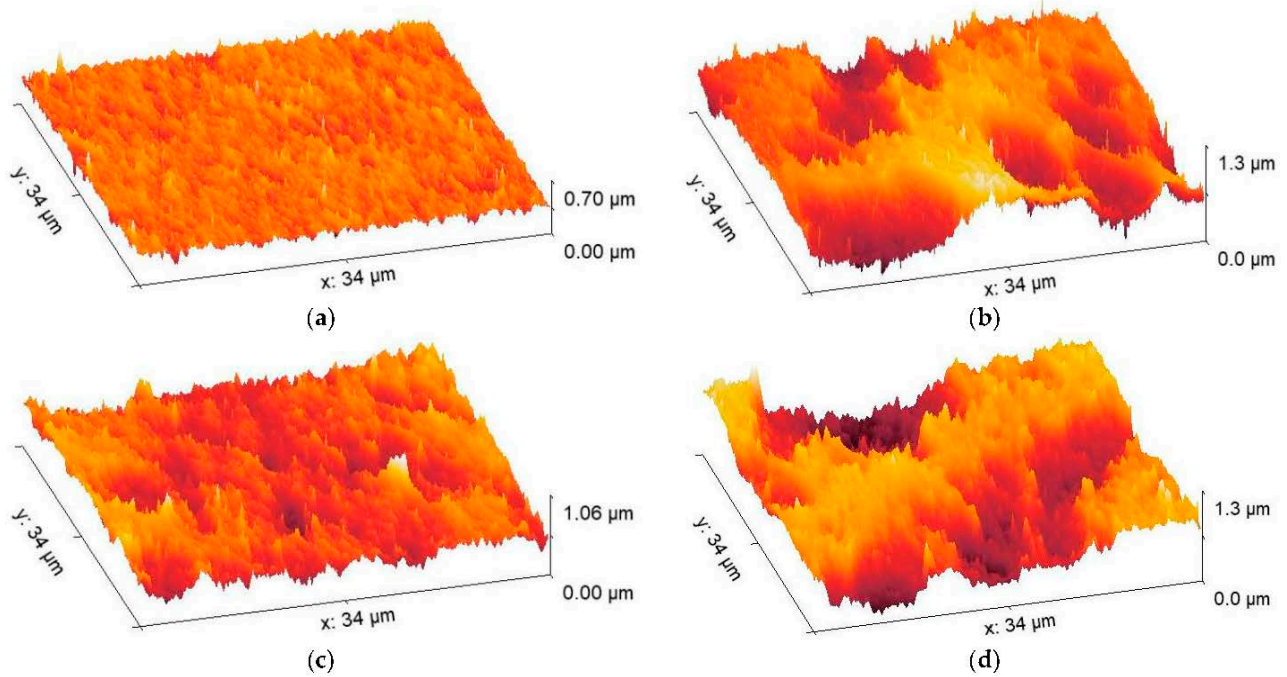 0.70 µm
0.00 µm
y: 34 µm
x: 34 µm
(a)
1.3 µm
0.0 µm
y: 34 µm
x: 34 µm
(b)
1.06 µm
0.00 µm
y: 34 µm
x: 34 µm
(c)
1.3 µm
0.0 µm
y: 34 µm
x: 34 µm
(d)